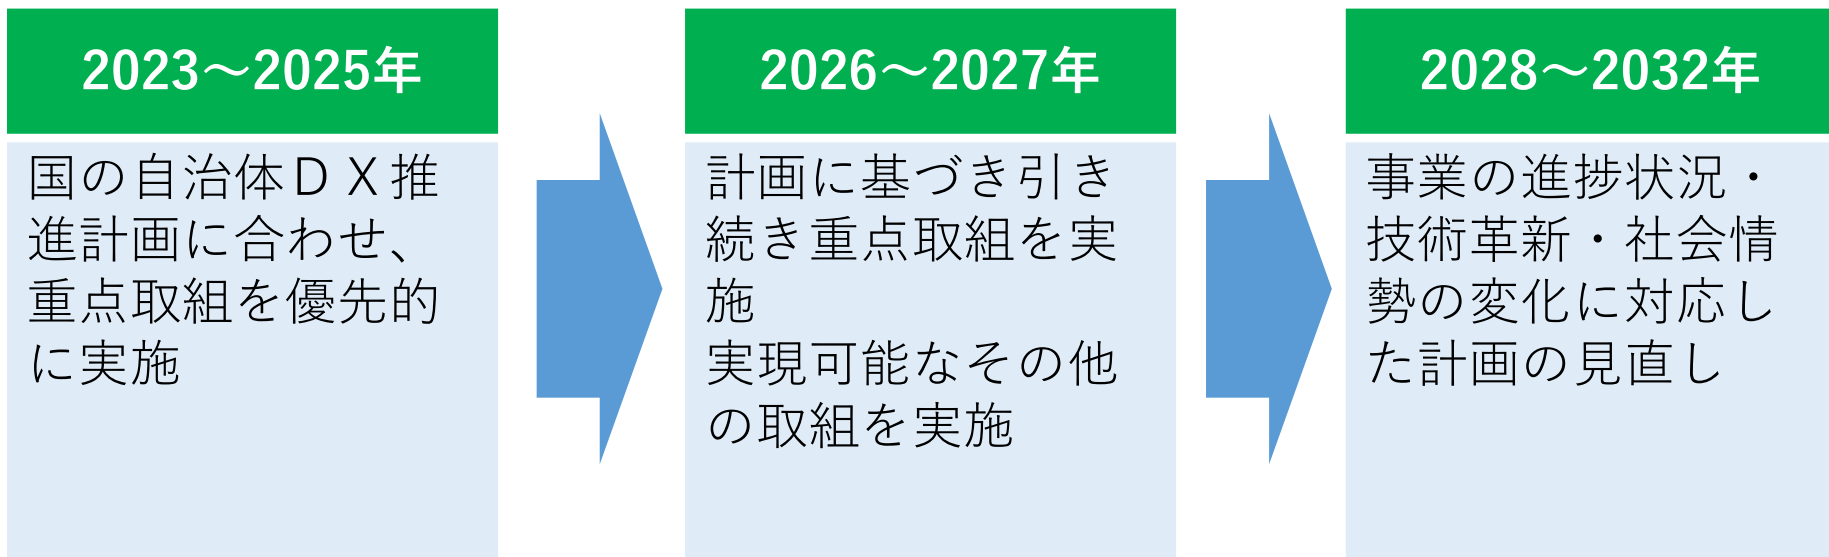 2023～2025年
国の自治体ＤＸ推
進計画に合わせ、
重点取組を優先的
に実施
2026～2027年
計画に基づき引き
続き重点取組を実
施
実現可能なその他
の取組を実施
2028～2032年
事業の進捗状況・
技術革新・社会情
勢の変化に対応し
た計画の見直し